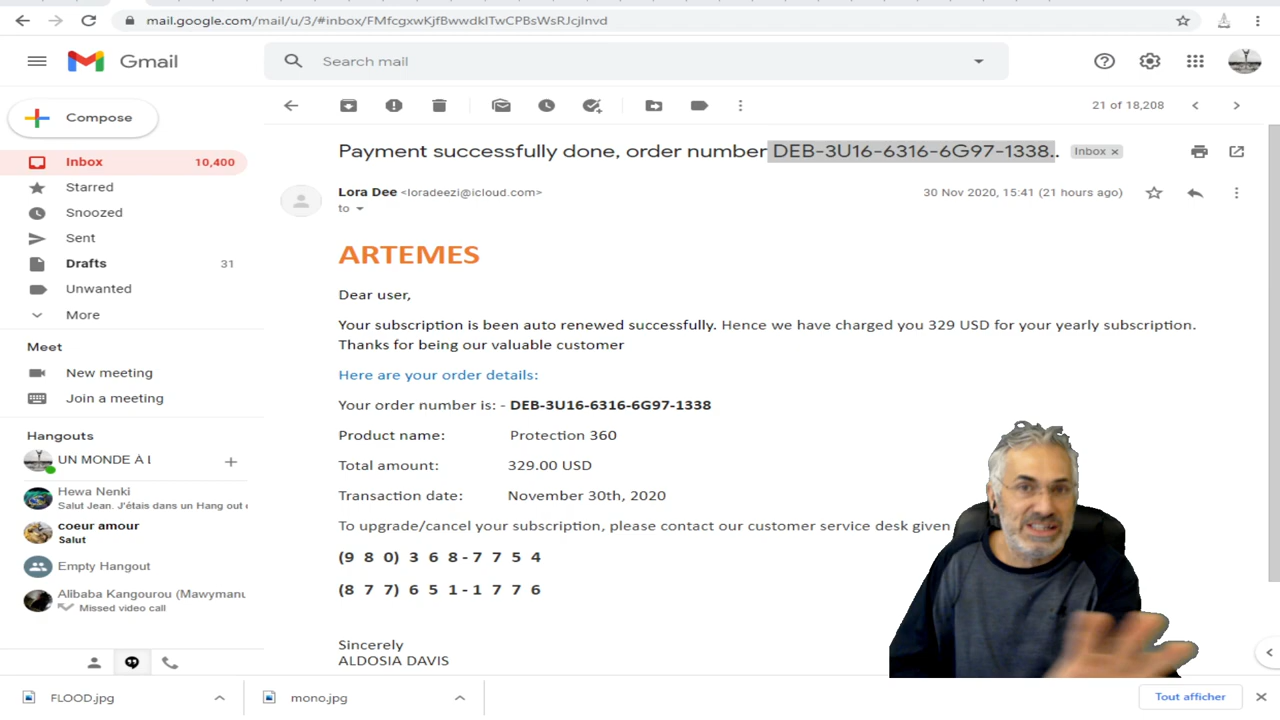 mail.google.com/mail/u/3/#inbox/FMfcgxwKjfBwwdkITwCPBsWsRJcjlnvd
Gmail
Search mail
Compose
21 of 18,208
Inbox 10,400
Starred
Snoozed
Sent
Drafts 31
Unwanted
More
Meet
New meeting
Join a meeting
Hangouts
UN MONDE À L
Hewa Nenki
Salut Jean. J'étais dans un Hang out
coeur amour
Salut
Empty Hangout
Alibaba Kangourou (Mawymanu
Missed video call
Payment successfully done, order number DEB-3U16-6316-6G97-1338.. Inbox ×
Lora Dee <loradeezi@icloud.com> 30 Nov 2020, 15:41 (21 hours ago)
to
ARTEMES
Dear user,
Your subscription is been auto renewed successfully. Hence we have charged you 329 USD for your yearly subscription.
Thanks for being our valuable customer
Here are your order details:
Your order number is: - DEB-3U16-6316-6G97-1338
Product name: Protection 360
Total amount: 329.00 USD
Transaction date: November 30th, 2020
To upgrade/cancel your subscription, please contact our customer service desk given
(9 8 0) 3 6 8 - 7 7 5 4
(8 7 7) 6 5 1 - 1 7 7 6
Sincerely
ALDOSIA DAVIS
FLOOD.jpg
mono.jpg
Tout afficher